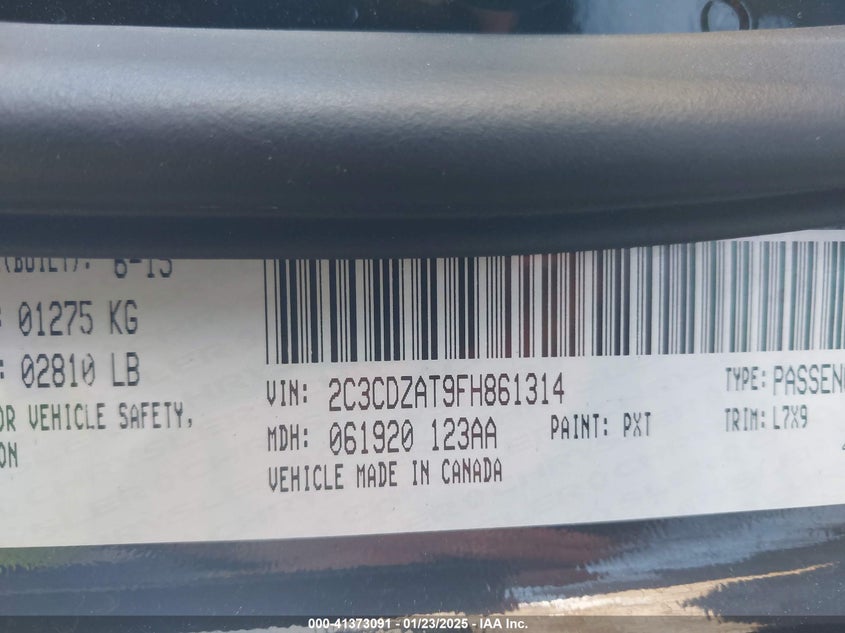 (BUILT): 6-15
: 01275 KG
: 02810 LB
OR VEHICLE SAFETY,
ON
VIN: 2C3CDZAT9FH861314
MDH: 061920 123AA
PAINT: PXT
VEHICLE MADE IN CANADA
TYPE: PASSEN
TRIM: L7X9
000-41373091 - 01/23/2025 - IAA Inc.